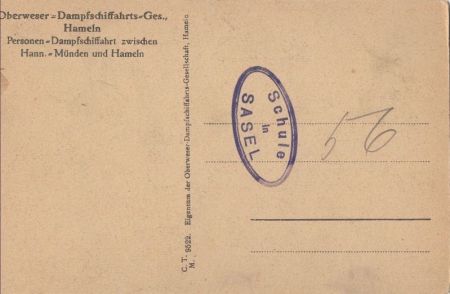 Oberweser-Dampfschiffahrts-Ges.,
Hameln
Personen-Dampfschiffahrt zwischen
Hann.-Münden und Hameln
C. T. 9522. Eigentum der Oberweser-Dampfschiffahrts-Gesellschaft, Hameln
M.
Schule
in
SASEL
56